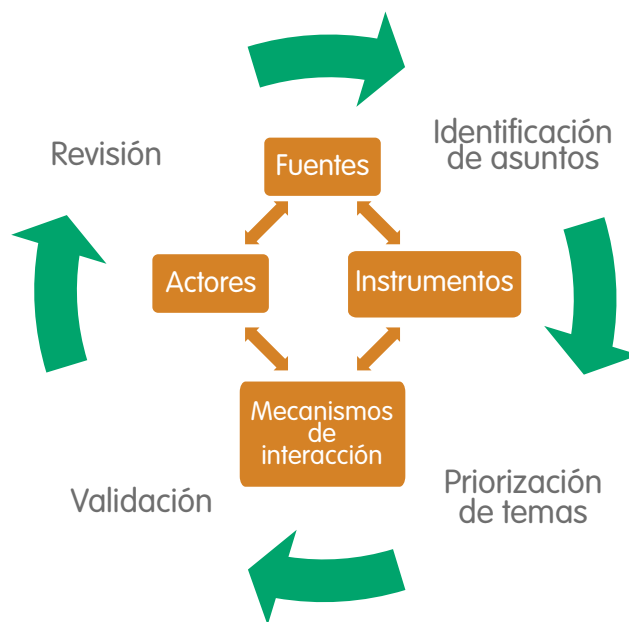 Identificación
de asuntos
Revisión
Fuentes
Actores
Instrumentos
Mecanismos
de
interacción
Validación
Priorización
de temas